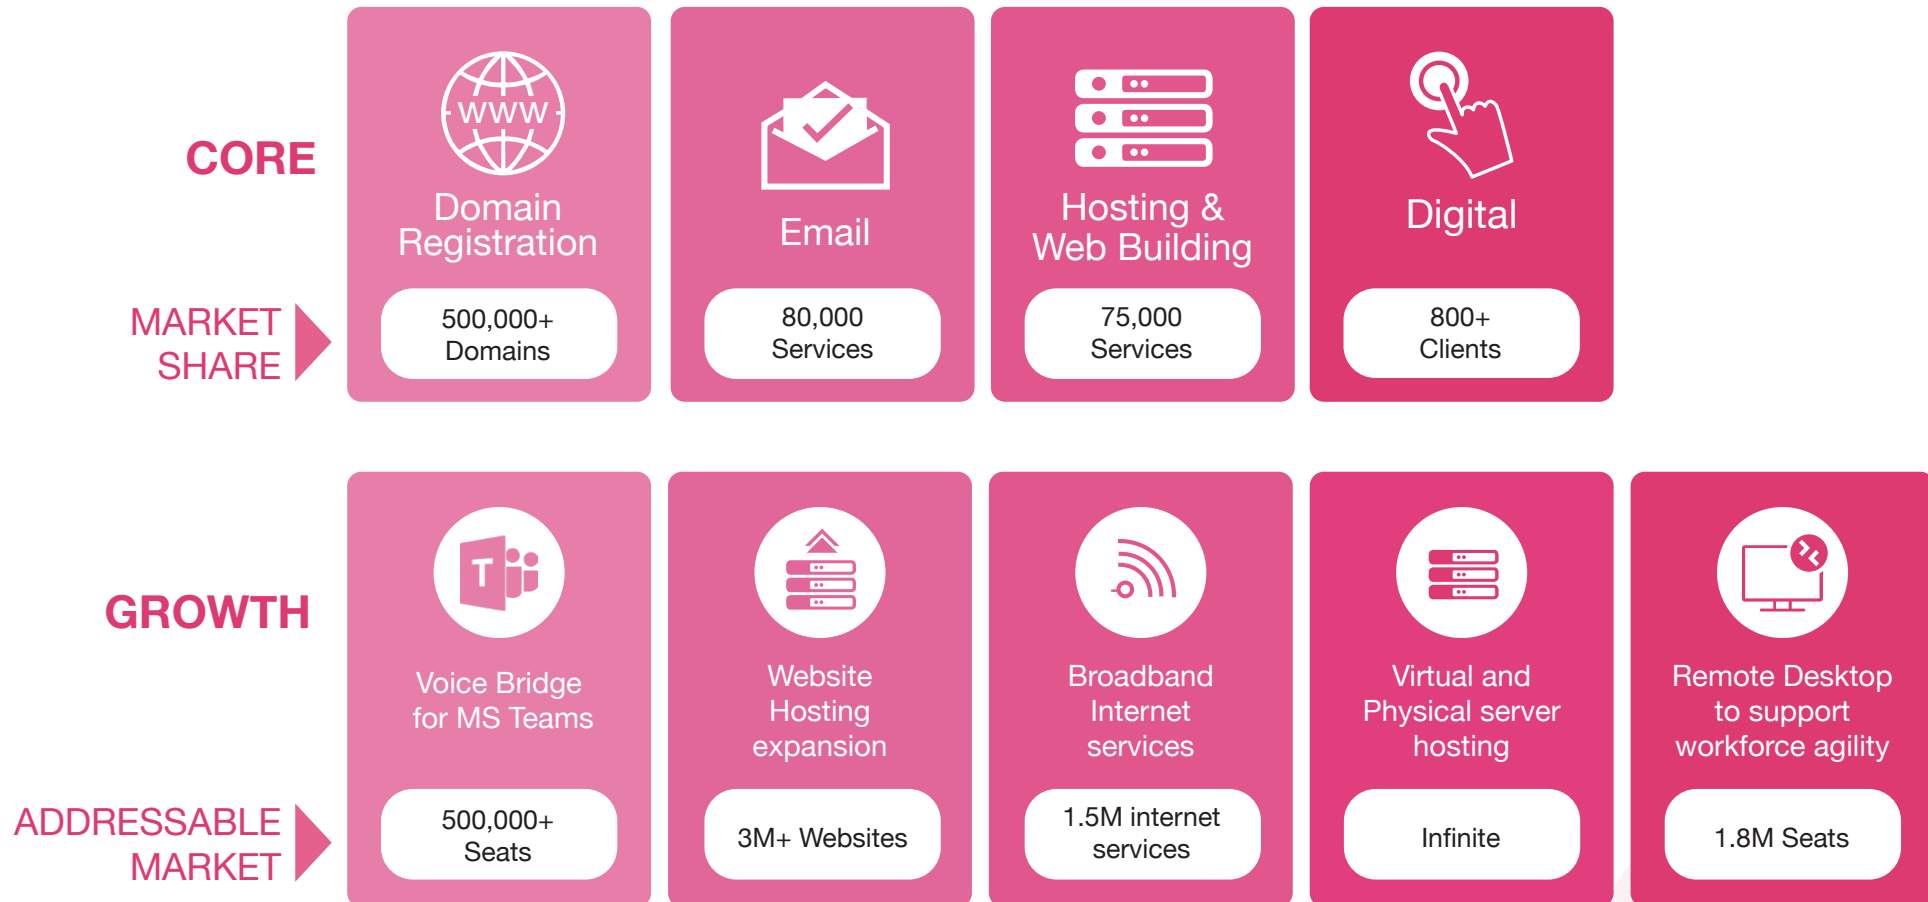 CORE
WWW
Domain
Registration
Email
Hosting &
Web Building
Digital
MARKET
SHARE
500,000+
Domains
80,000
Services
75,000
Services
800+
Clients
GROWTH
T
Voice Bridge
for MS Teams
Website
Hosting
expansion
Broadband
Internet
services
Virtual and
Physical server
hosting
Remote Desktop
to support
workforce agility
ADDRESSABLE
MARKET
500,000+
Seats
3M+ Websites
1.5M internet
services
Infinite
1.8M Seats